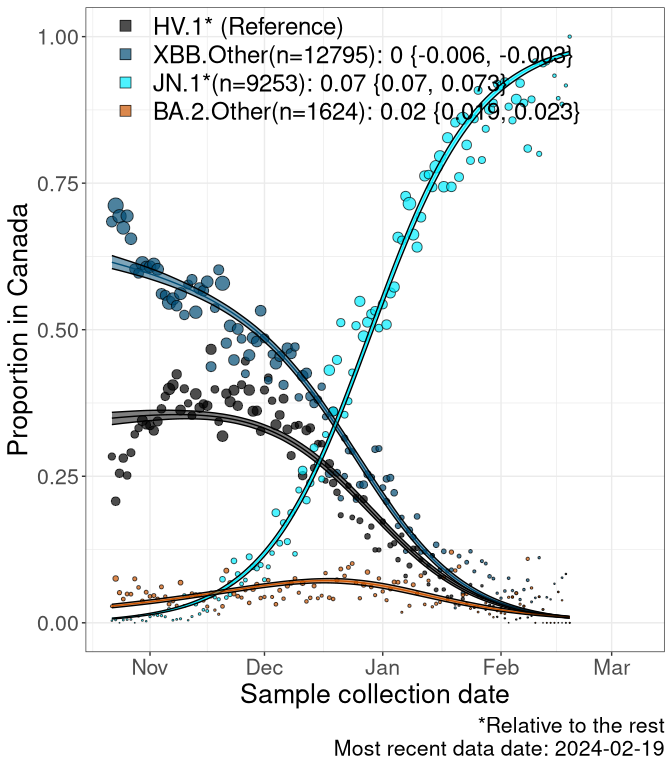 HV.1* (Reference)
XBB.Other(n=12795): 0 {-0.006, -0.003}
JN.1*(n=9253): 0.07 {0.07, 0.073}
BA.2.Other(n=1624): 0.02 {0.019, 0.023}
1.00
0.75
0.50
0.25
0.00
Proportion in Canada
Nov Dec Jan Feb Mar
Sample collection date
*Relative to the rest
Most recent data date: 2024-02-19